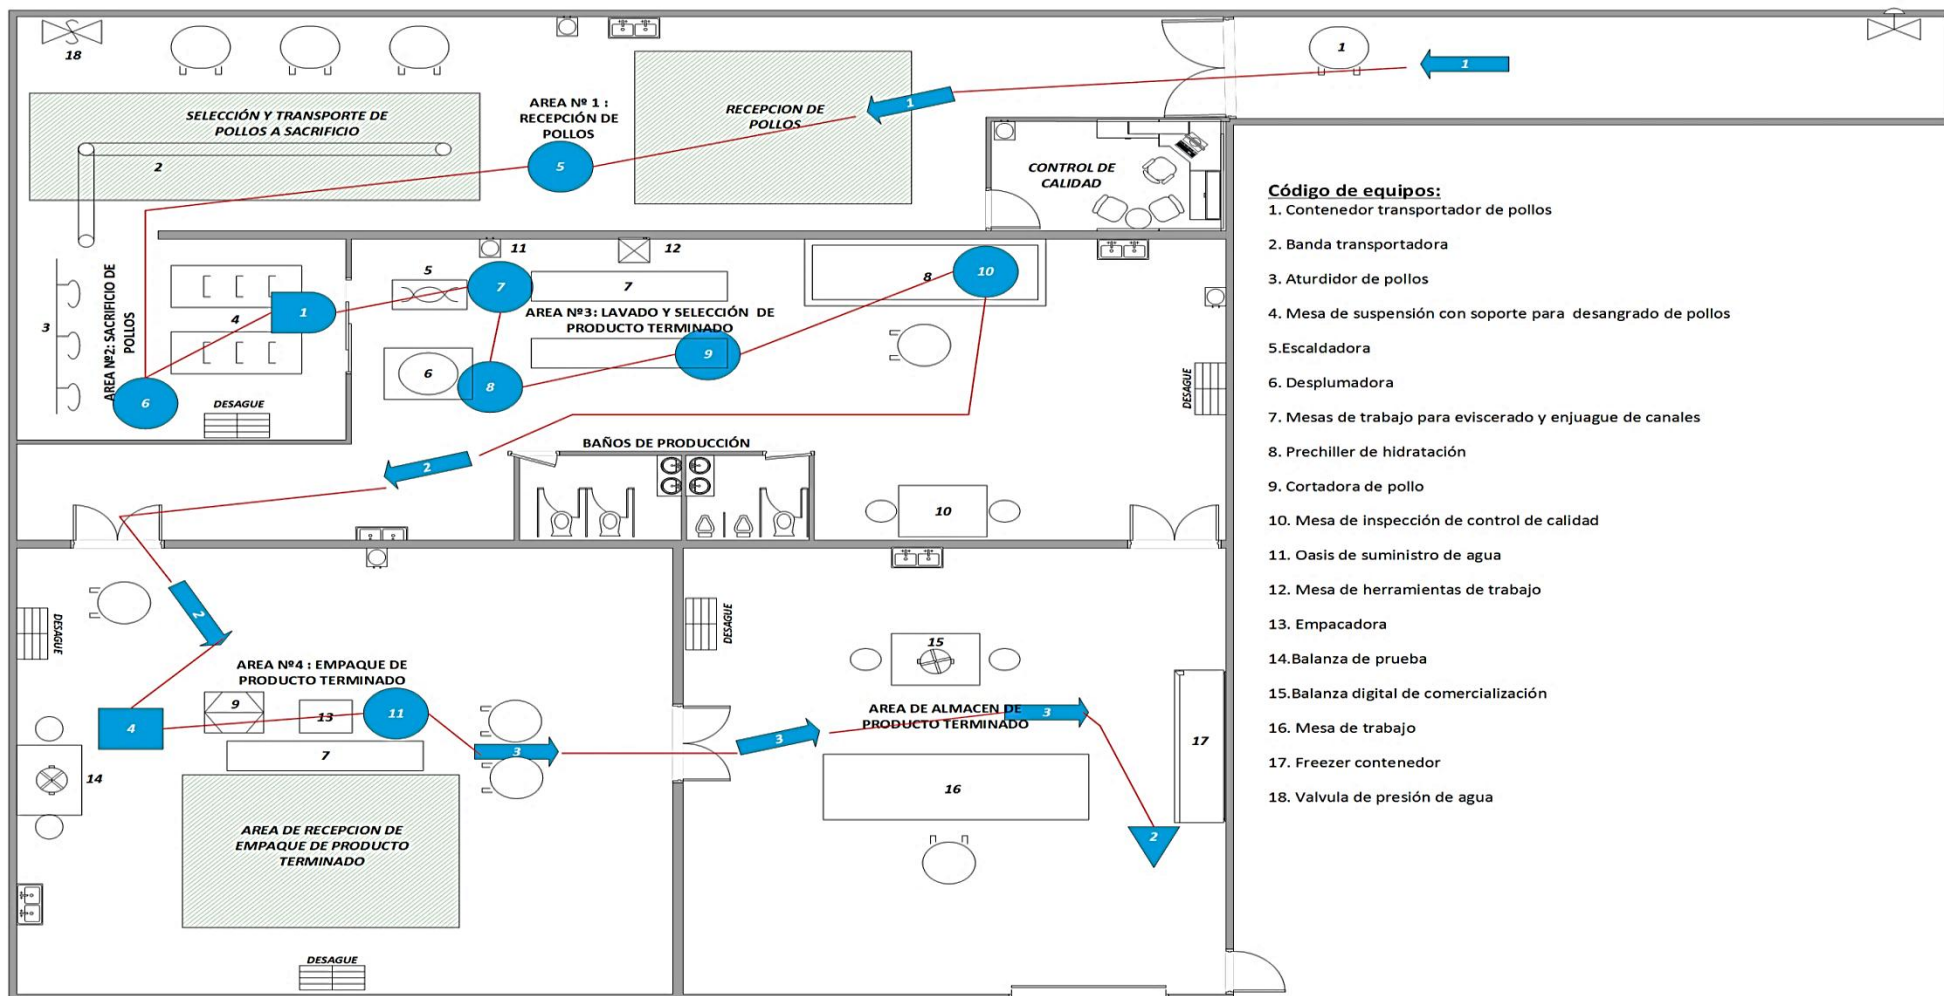 18
1
1
1
SELECCIÓN Y TRANSPORTE DE
POLLOS A SACRIFICIO
2
AREA Nº 1 :
RECEPCIÓN DE
POLLOS
5
RECEPCION DE
POLLOS
CONTROL DE
CALIDAD
3
AREA Nº2: SACRIFICIO DE
POLLOS
4
1
6
DESAGUE
5
11
7
12
7
AREA Nº3: LAVADO Y SELECCIÓN DE
PRODUCTO TERMINADO
6
8
9
8
10
DESAGUE
2
BAÑOS DE PRODUCCIÓN
10
2
DESAGUE
AREA Nº4 : EMPAQUE DE
PRODUCTO TERMINADO
4
9
13
11
7
3
14
AREA DE RECEPCION DE
EMPAQUE DE PRODUCTO
TERMINADO
DESAGUE
DESAGUE
15
AREA DE ALMACEN DE
PRODUCTO TERMINADO
3
3
16
17
2
Código de equipos:
1. Contenedor transportador de pollos
2. Banda transportadora
3. Aturdidor de pollos
4. Mesa de suspensión con soporte para desangrado de pollos
5.Escaldadora
6. Desplumadora
7. Mesas de trabajo para eviscerado y enjuague de canales
8. Prechiller de hidratación
9. Cortadora de pollo
10. Mesa de inspección de control de calidad
11. Oasis de suministro de agua
12. Mesa de herramientas de trabajo
13. Empacadora
14.Balanza de prueba
15.Balanza digital de comercialización
16. Mesa de trabajo
17. Freezer contenedor
18. Valvula de presión de agua